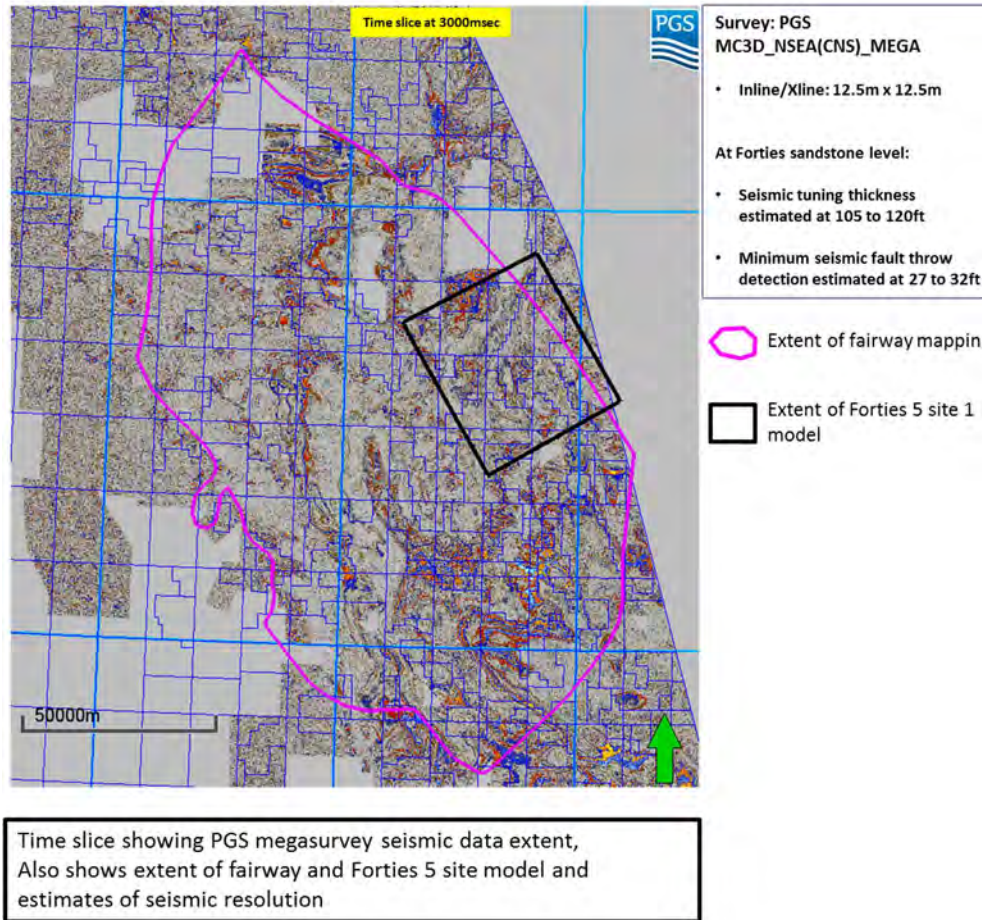 Time slice at 3000msec
PGS
Survey: PGS
MC3D_NSEA(CNS)_MEGA
• Inline/Xline: 12.5m x 12.5m
At Forties sandstone level:
• Seismic tuning thickness
estimated at 105 to 120ft
• Minimum seismic fault throw
detection estimated at 27 to 32ft
Extent of fairway mappin
Extent of Forties 5 site 1
model
50000m
Time slice showing PGS megasurvey seismic data extent,
Also shows extent of fairway and Forties 5 site model and
estimates of seismic resolution